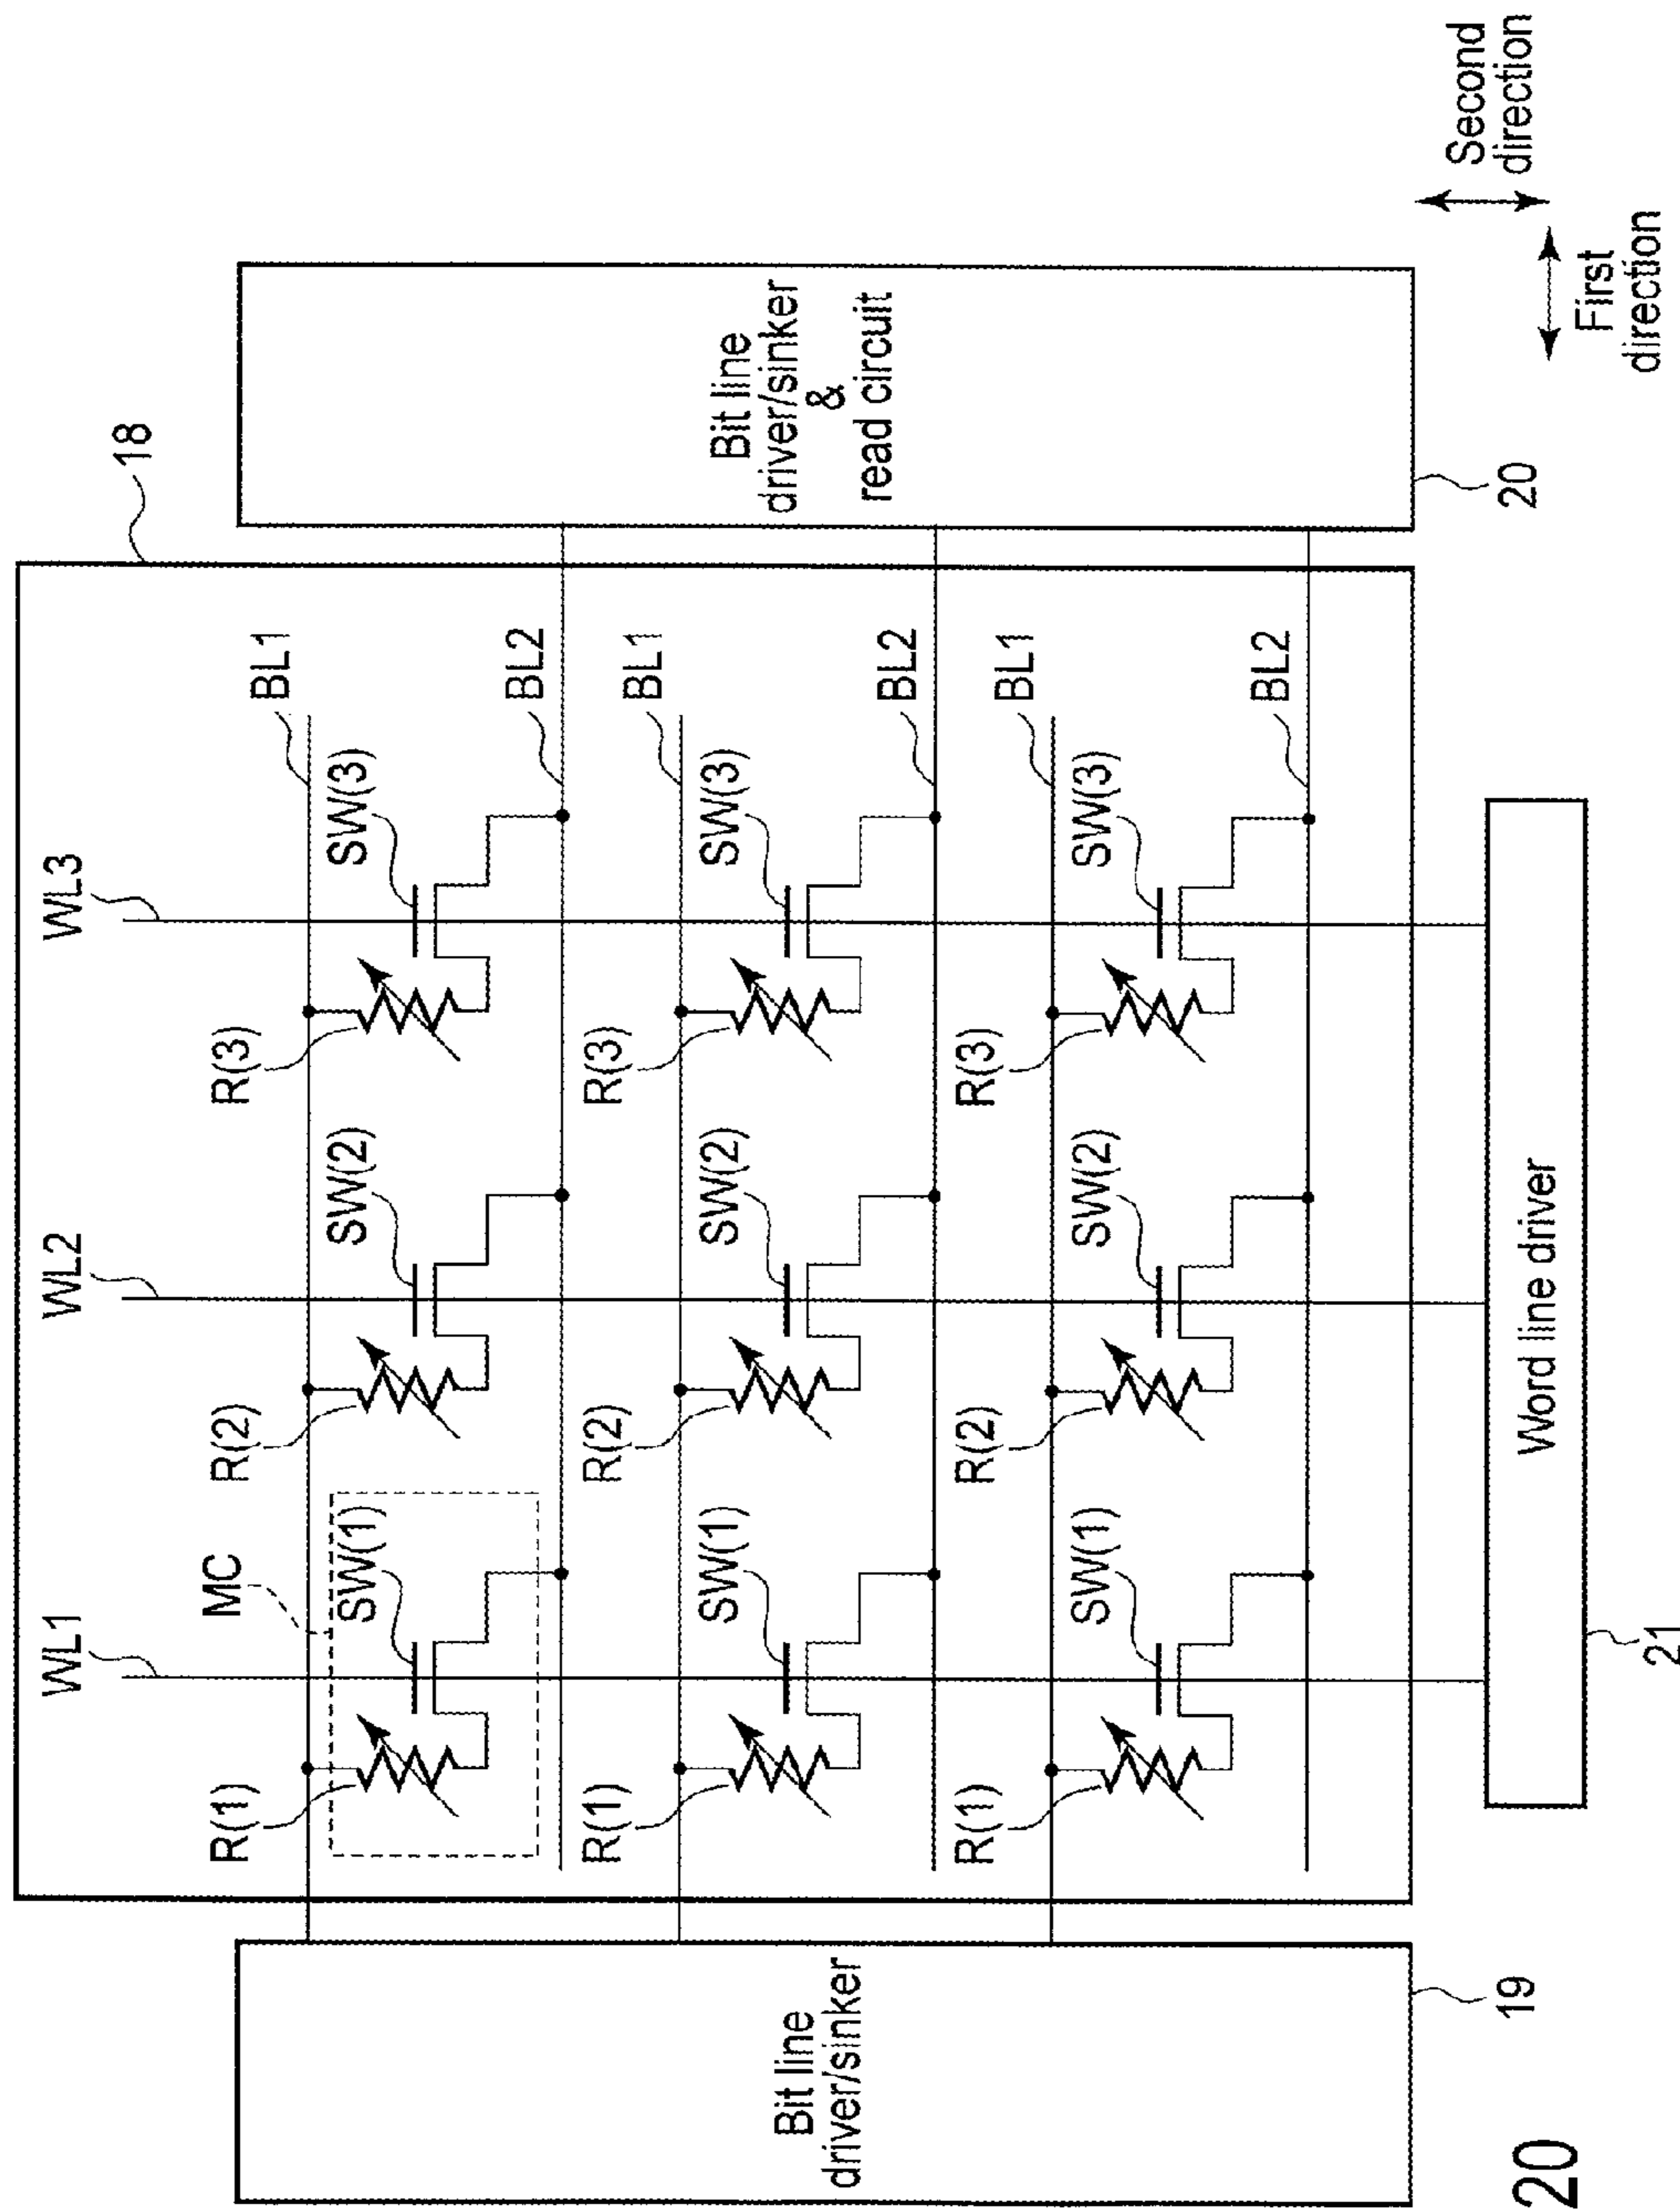 18
WL1
WL2
WL3
MC
R(1)
R(2)
R(3)
BL1
SW(1)
SW(2)
SW(3)
BL2
R(1)
R(2)
R(3)
BL1
SW(1)
SW(2)
SW(3)
BL2
R(1)
R(2)
R(3)
BL1
SW(1)
SW(2)
SW(3)
BL2
Bit line
driver/sinker
Bit line
driver/sinker
&
read circuit
19
20
Word line driver
21
Second
direction
First
direction
20